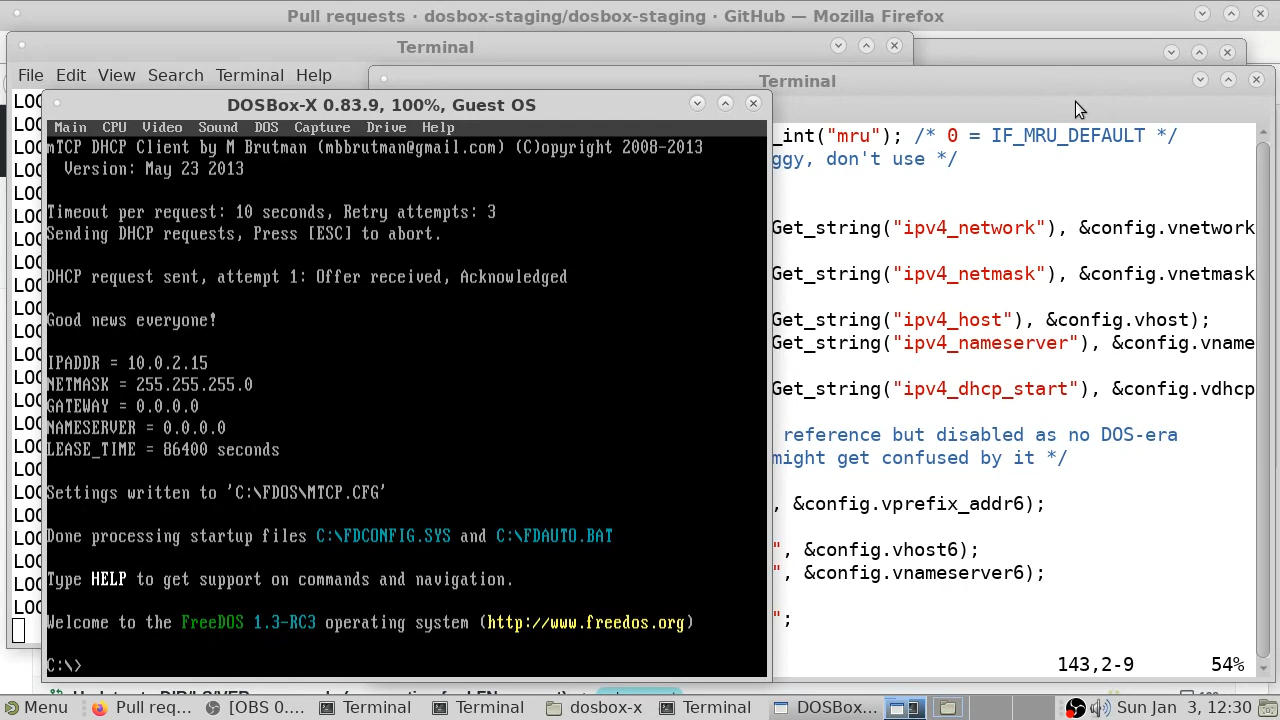 Pull requests · dosbox-staging/dosbox-staging · GitHub — Mozilla Firefox
Terminal
File Edit View Search Terminal Help
Terminal
DOSBox-X 0.83.9, 100%, Guest OS
Main CPU Video Sound DOS Capture Drive Help
mTCP DHCP Client by M Brutman (mbbrutman@gmail.com) (C)opyright 2008-2013
Version: May 23 2013
Timeout per request: 10 seconds, Retry attempts: 3
Sending DHCP requests, Press [ESC] to abort.
DHCP request sent, attempt 1: Offer received, Acknowledged
Good news everyone!
IPADDR = 10.0.2.15
NETMASK = 255.255.255.0
GATEWAY = 0.0.0.0
NAMESERVER = 0.0.0.0
LEASE_TIME = 86400 seconds
Settings written to 'C:\FDOS\MTCP.CFG'
Done processing startup files C:\FDCONFIG.SYS and C:\FDAUTO.BAT
Type HELP to get support on commands and navigation.
Welcome to the FreeDOS 1.3-RC3 operating system (http://www.freedos.org)
C:\>
_int("mru"); /* 0 = IF_MRU_DEFAULT */
ggy, don't use */
Get_string("ipv4_network"), &config.vnetwork
Get_string("ipv4_netmask"), &config.vnetmask
Get_string("ipv4_host"), &config.vhost);
Get_string("ipv4_nameserver"), &config.vname
Get_string("ipv4_dhcp_start"), &config.vdhcp
reference but disabled as no DOS-era
might get confused by it */
, &config.vprefix_addr6);
", &config.vhost6);
", &config.vnameserver6);
";
143,2-9 54%
Menu Pull req... [OBS 0.... Terminal Terminal dosbox-x Terminal DOSBox... Sun Jan 3, 12:30